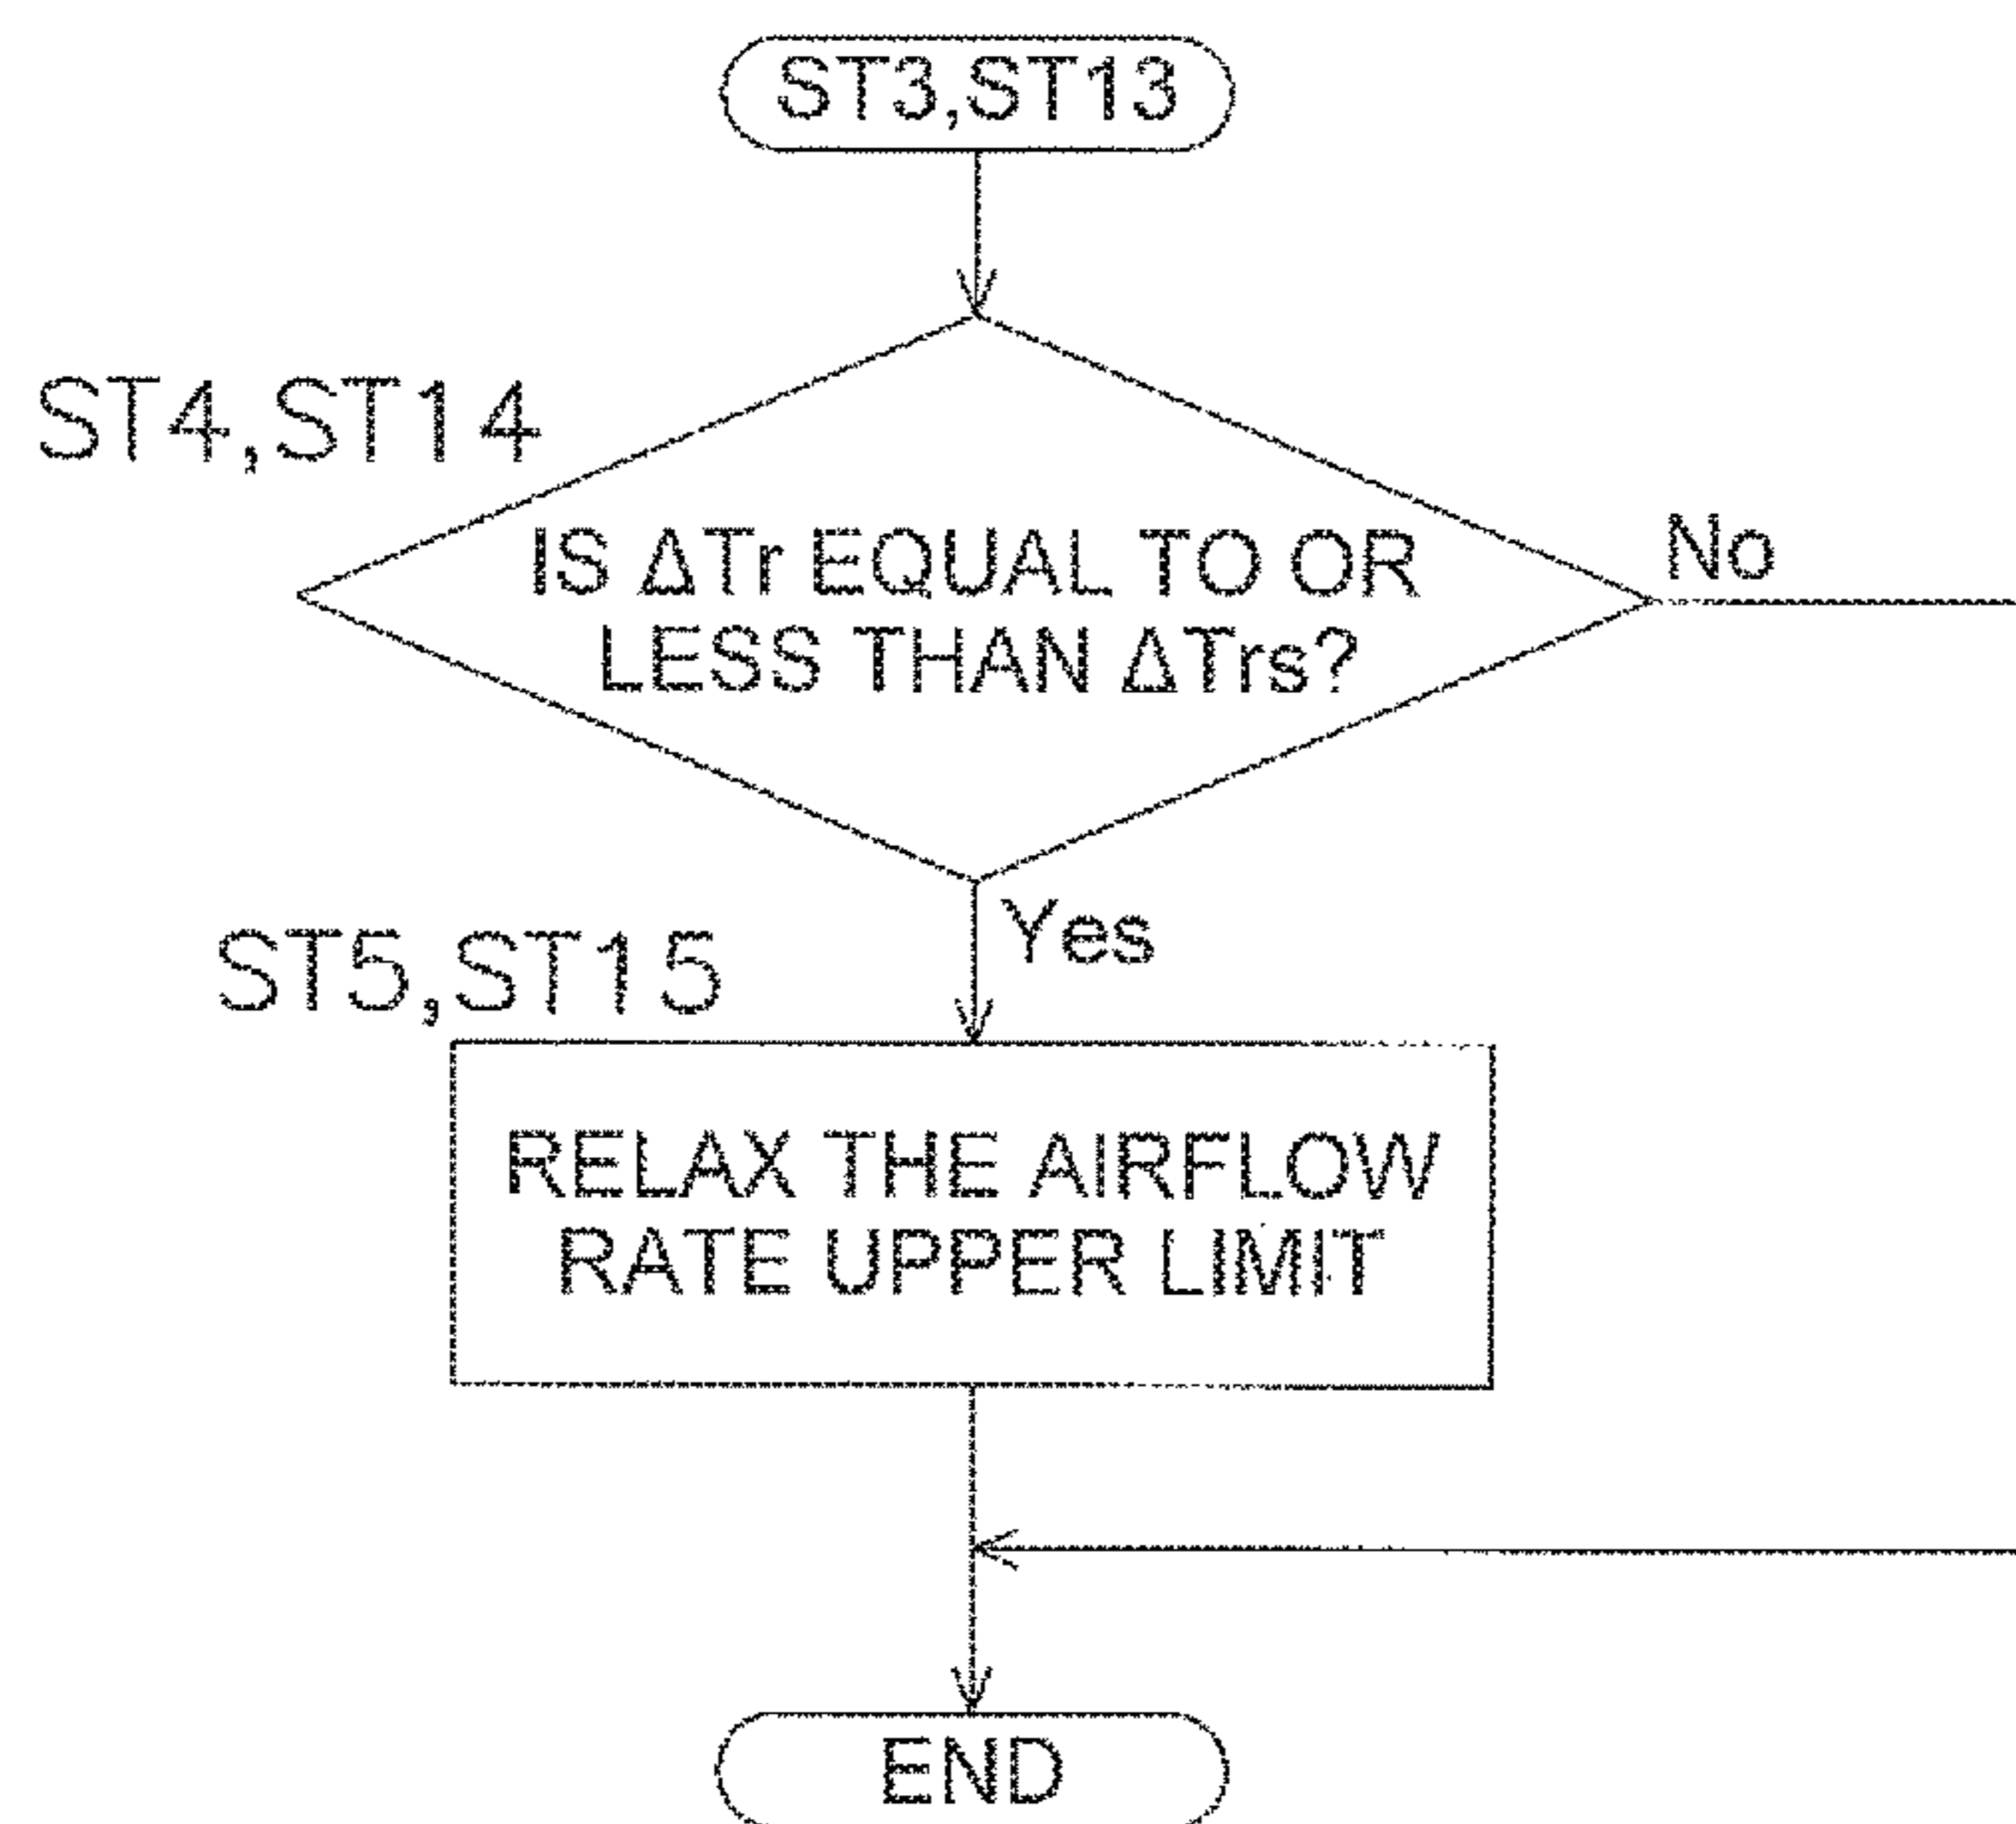 ST3,ST13
ST4,ST14
IS ΔTr EQUAL TO OR
LESS THAN ΔTrs?
No
Yes
ST5,ST15
RELAX THE AIRFLOW
RATE UPPER LIMIT
END